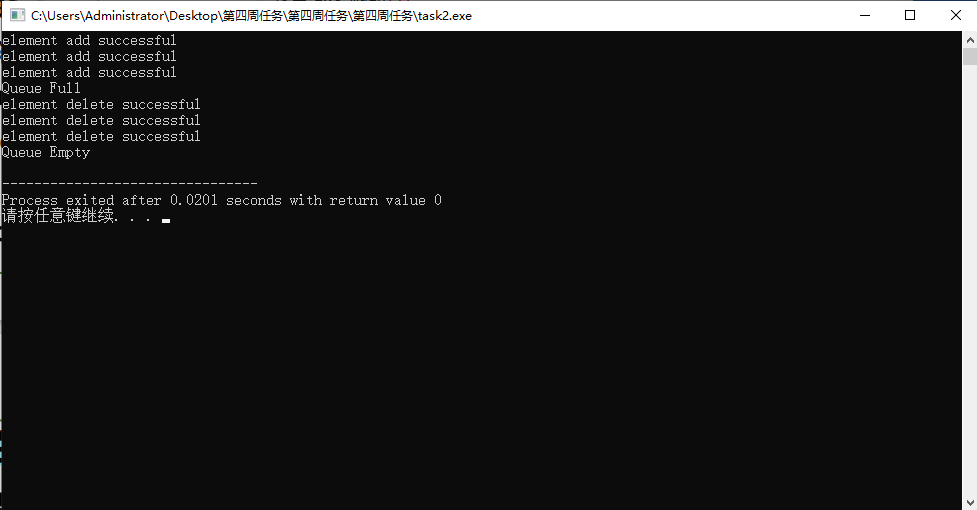 C:\Users\Administrator\Desktop\第四周任务\第四周任务\第四周任务\task2.exe
element add successful
element add successful
element add successful
Queue Full
element delete successful
element delete successful
element delete successful
Queue Empty
--------------------------------
Process exited after 0.0201 seconds with return value 0
请按任意键继续. . .